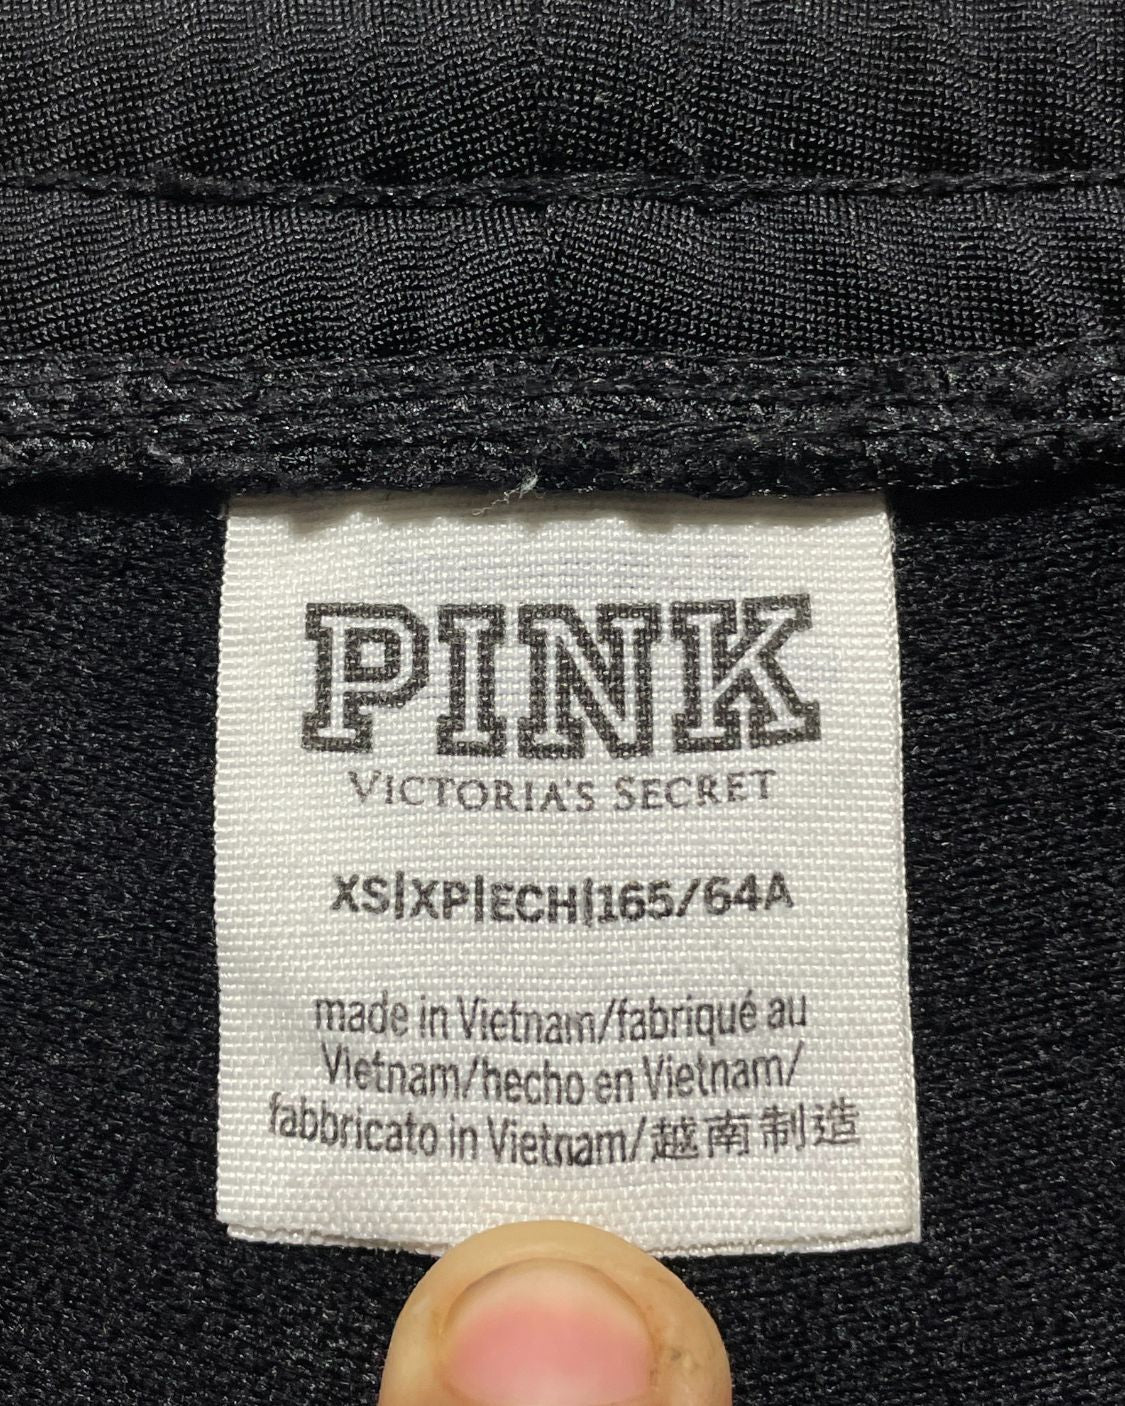 PINK
VICTORIA'S SECRET
XS|XP|ECH|165/64A
made in Vietnam/fabriqué au
Vietnam/hecho en Vietnam/
fabbricato in Vietnam/越南制造